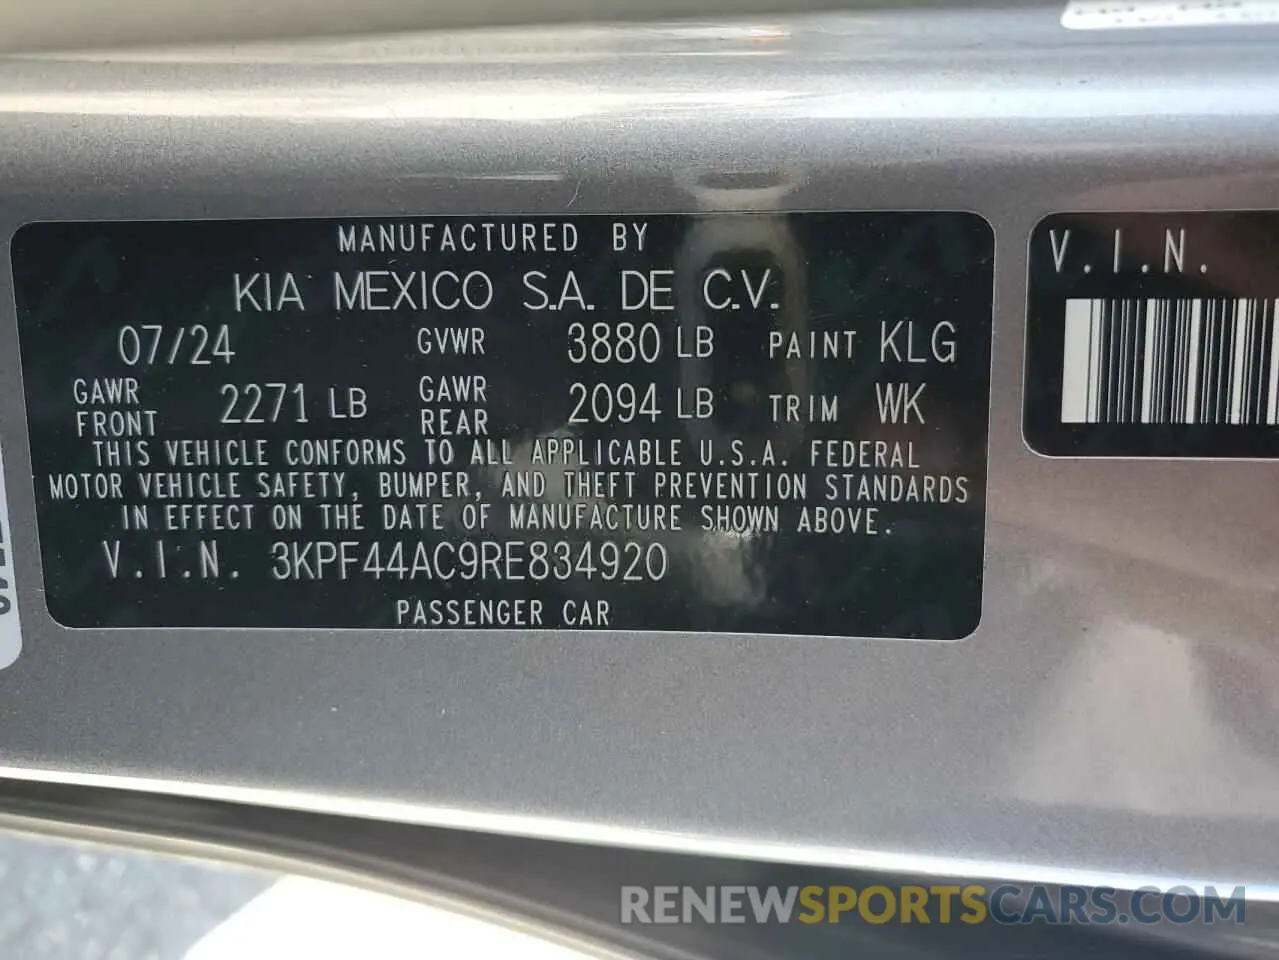 MANUFACTURED BY
KIA MEXICO S.A. DE C.V.
07/24 GVWR 3880 LB PAINT KLG
GAWR FRONT 2271 LB GAWR REAR 2094 LB TRIM WK
THIS VEHICLE CONFORMS TO ALL APPLICABLE U.S.A. FEDERAL
MOTOR VEHICLE SAFETY, BUMPER, AND THEFT PREVENTION STANDARDS
IN EFFECT ON THE DATE OF MANUFACTURE SHOWN ABOVE.
V.I.N. 3KPF44AC9RE834920
PASSENGER CAR
V.I.N.
RENEWSPORTSCARS.COM